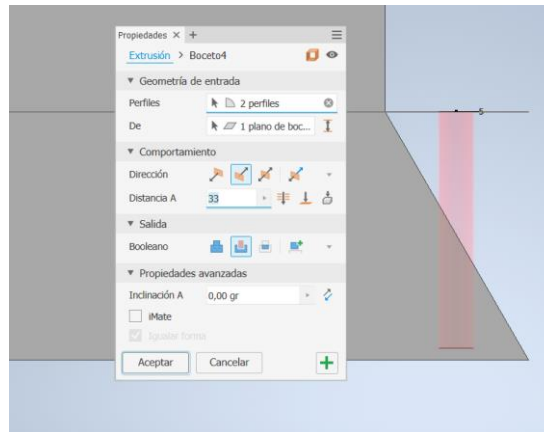 Propiedades × +
Extrusión > Boceto4
Geometría de entrada
Perfiles 2 perfiles
De 1 plano de boc...
Comportamiento
Dirección
Distancia A 33
5
Salida
Booleano
Propiedades avanzadas
Inclinación A 0,00 gr
iMate
Igualar forma
Aceptar Cancelar